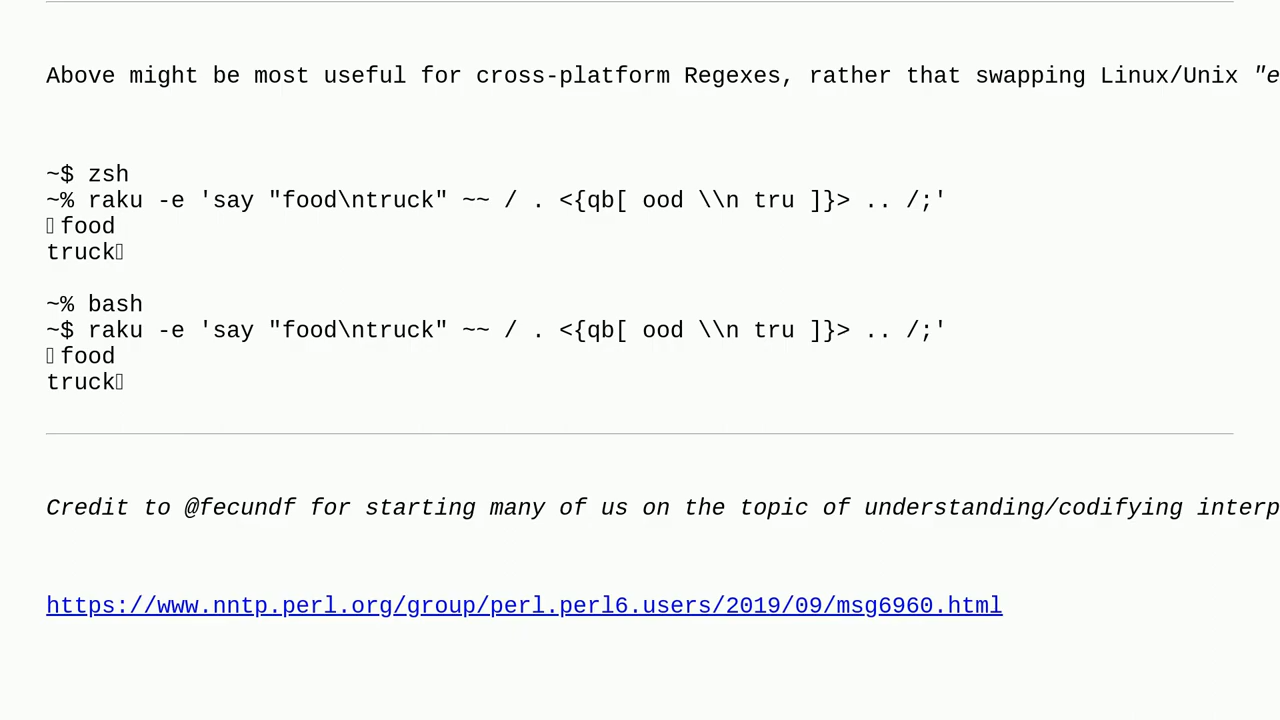 Above might be most useful for cross-platform Regexes, rather that swapping Linux/Unix "e
~$ zsh
~% raku -e 'say "food\ntruck" ~~ / . <{qb[ ood \\n tru ]}> .. /;'
food
truck
~% bash
~$ raku -e 'say "food\ntruck" ~~ / . <{qb[ ood \\n tru ]}> .. /;'
food
truck
Credit to @fecundf for starting many of us on the topic of understanding/codifying interp
https://www.nntp.perl.org/group/perl.perl6.users/2019/09/msg6960.html